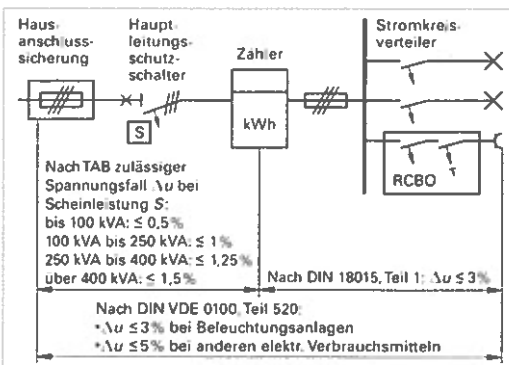 Haus-
anschluss-
sicherung
Haupt-
leitungs-
schutz-
schalter
Zähler
Stromkreis-
verteiler
S
kWh
RCBO
Nach TAB zulässiger
Spannungsfall Δu bei
Scheinleistung S:
bis 100 kVA: ≤ 0,5%
100 kVA bis 250 kVA: ≤ 1%
250 kVA bis 400 kVA: ≤ 1,25%
über 400 kVA: ≤ 1,5%
Nach DIN 18015, Teil 1: Δu ≤ 3%
Nach DIN VDE 0100, Teil 520:
•Δu ≤ 3% bei Beleuchtungsanlagen
•Δu ≤ 5% bei anderen elektr. Verbrauchsmitteln